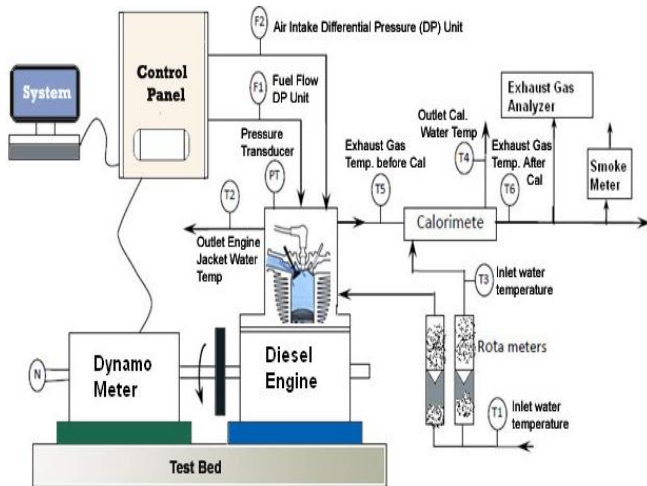 F2
Air Intake Differential Pressure (DP) Unit
System
Control
Panel
F1
Fuel Flow
DP Unit
Exhaust Gas
Analyzer
Pressure
Transducer
PT
Exhaust Gas
Temp. before Cal
T5
Outlet Cal.
Water Temp
T4
Exhaust Gas
Temp. After
Cal
T6
Smoke
Meter
T2
Outlet Engine
Jacket Water
Temp
Calorimete
T3
Inlet water
temperature
N
Dynamo
Meter
Diesel
Engine
Rota meters
T1
Inlet water
temperature
Test Bed